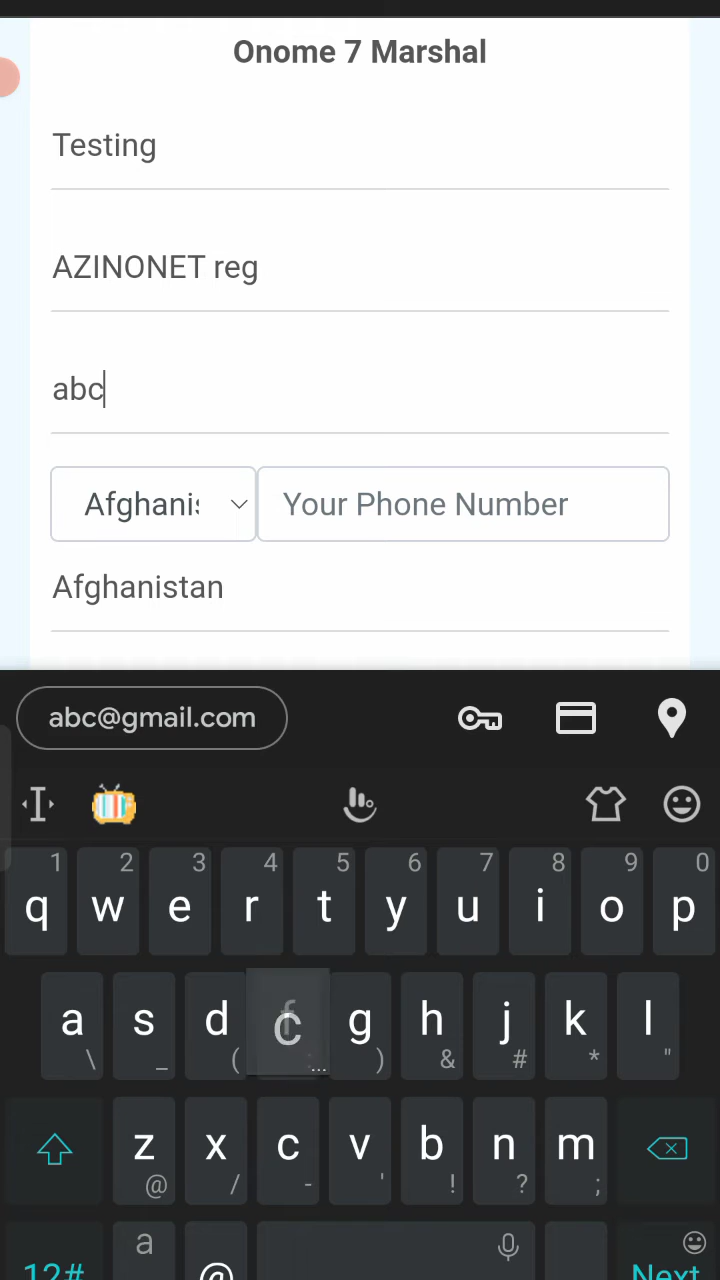 Onome 7 Marshal
Testing
AZINONET reg
abc
Afghanis
Your Phone Number
Afghanistan
abc@gmail.com
1 2 3 4 5 6 7 8 9 0
q w e r t y u i o p
a s d f c g h j k l
\ _ ( :... ) & # * "
z x c v b n m
@ / - ' ! ? ;
12# a @ Next